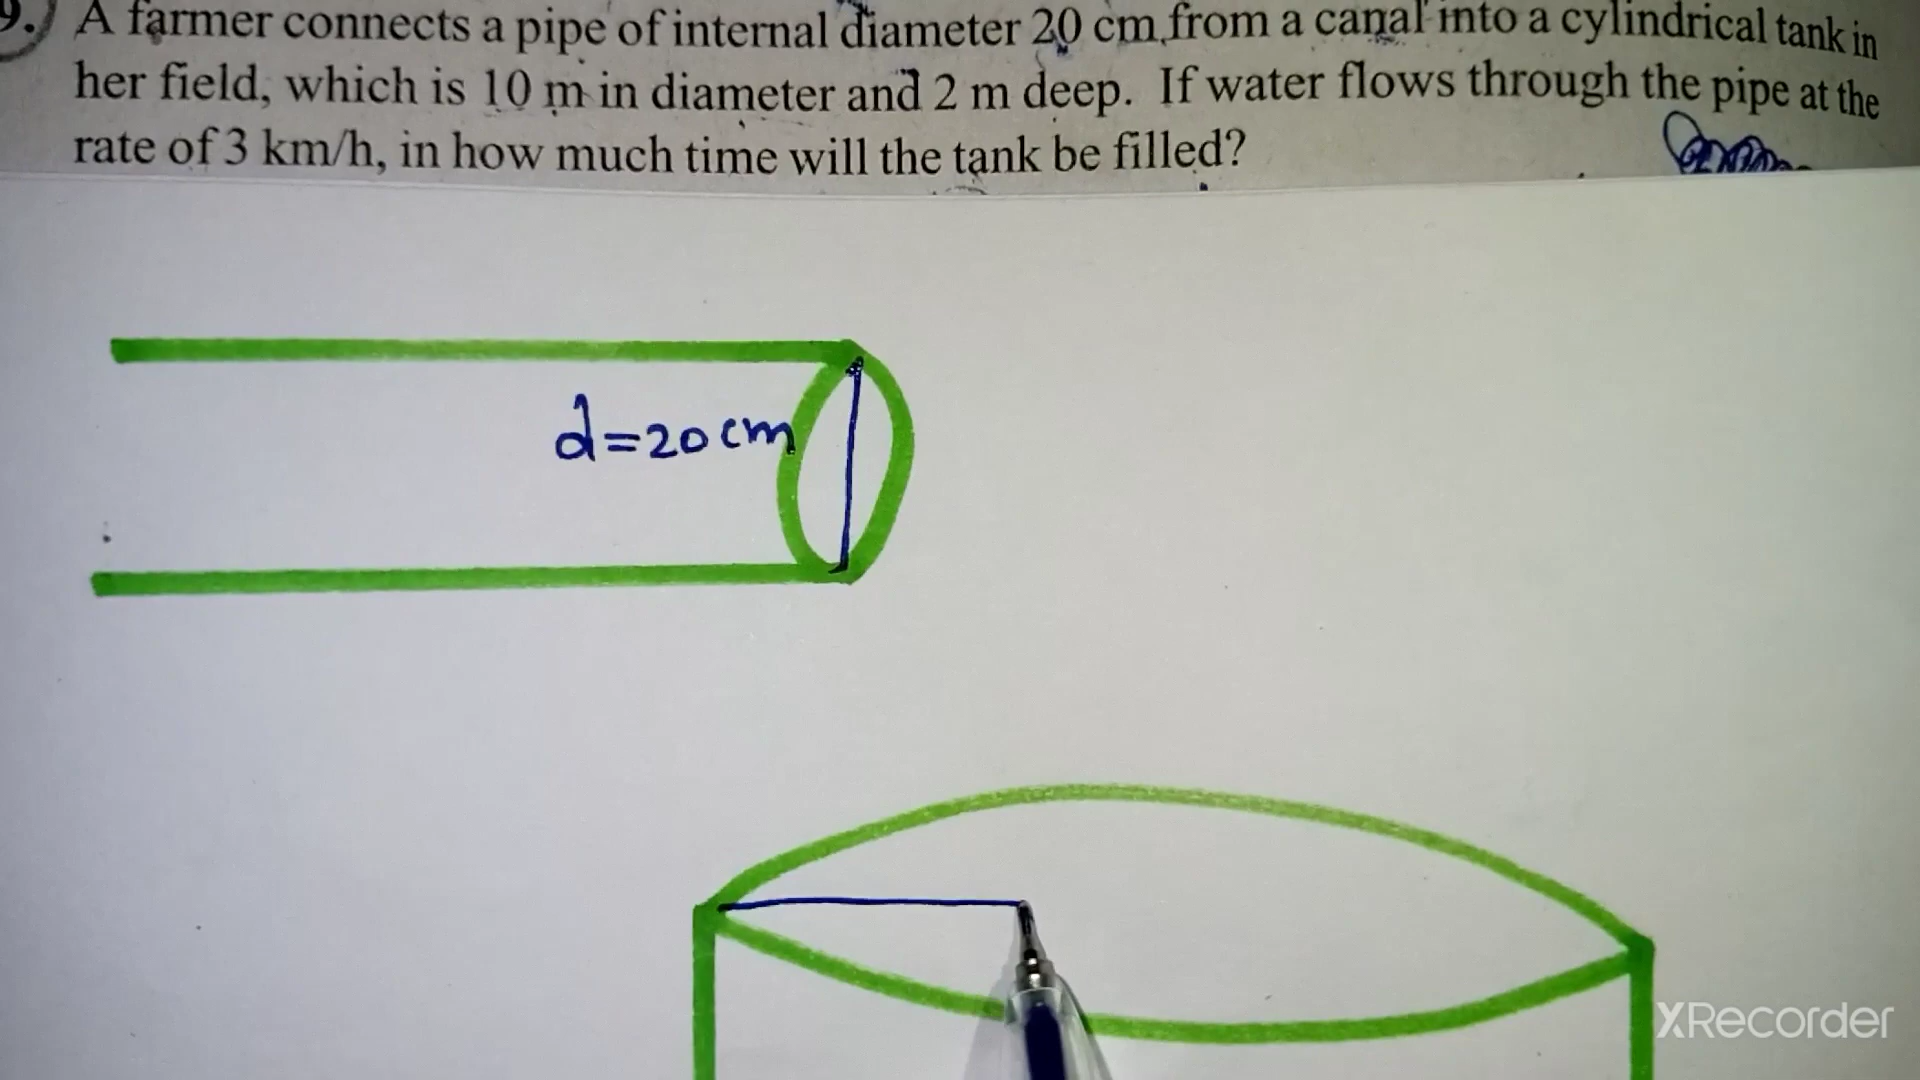 9. A farmer connects a pipe of internal diameter 20 cm from a canal into a cylindrical tank in
her field, which is 10 m in diameter and 2 m deep. If water flows through the pipe at the
rate of 3 km/h, in how much time will the tank be filled?
d=20cm
XRecorder